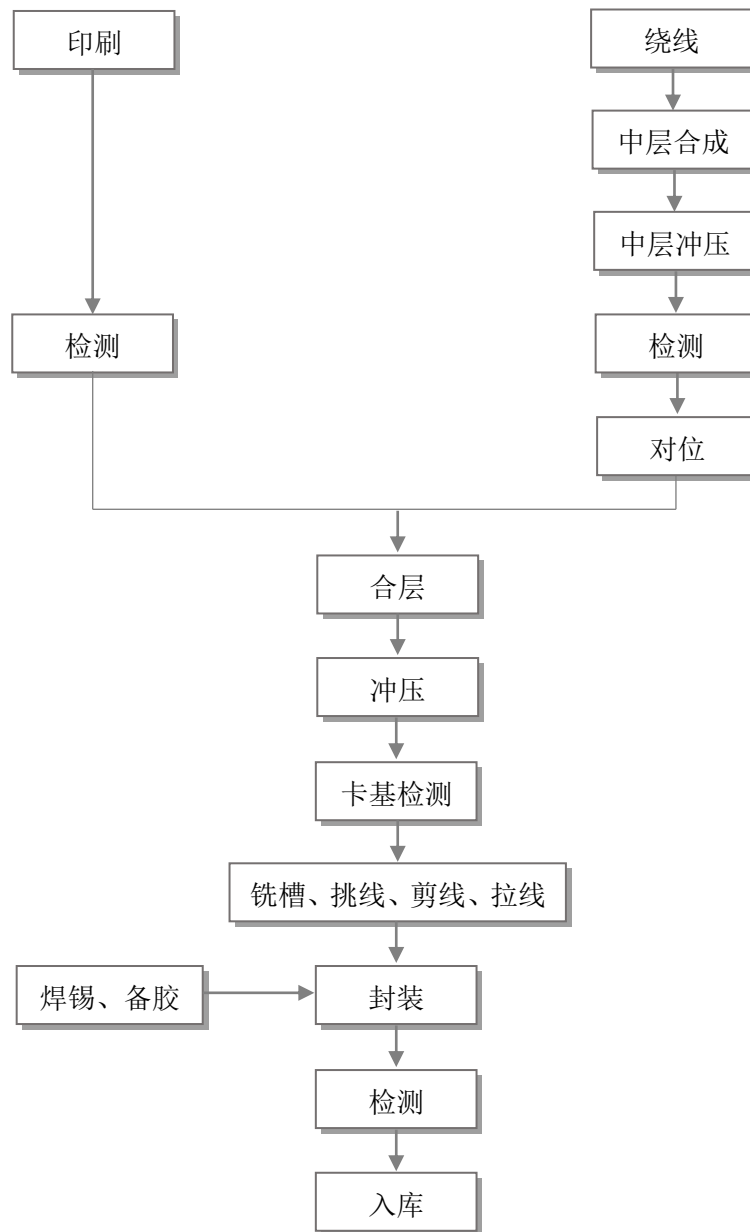 印刷
绕线
中层合成
中层冲压
检测
检测
对位
合层
冲压
卡基检测
铣槽、挑线、剪线、拉线
焊锡、备胶
封装
检测
入库